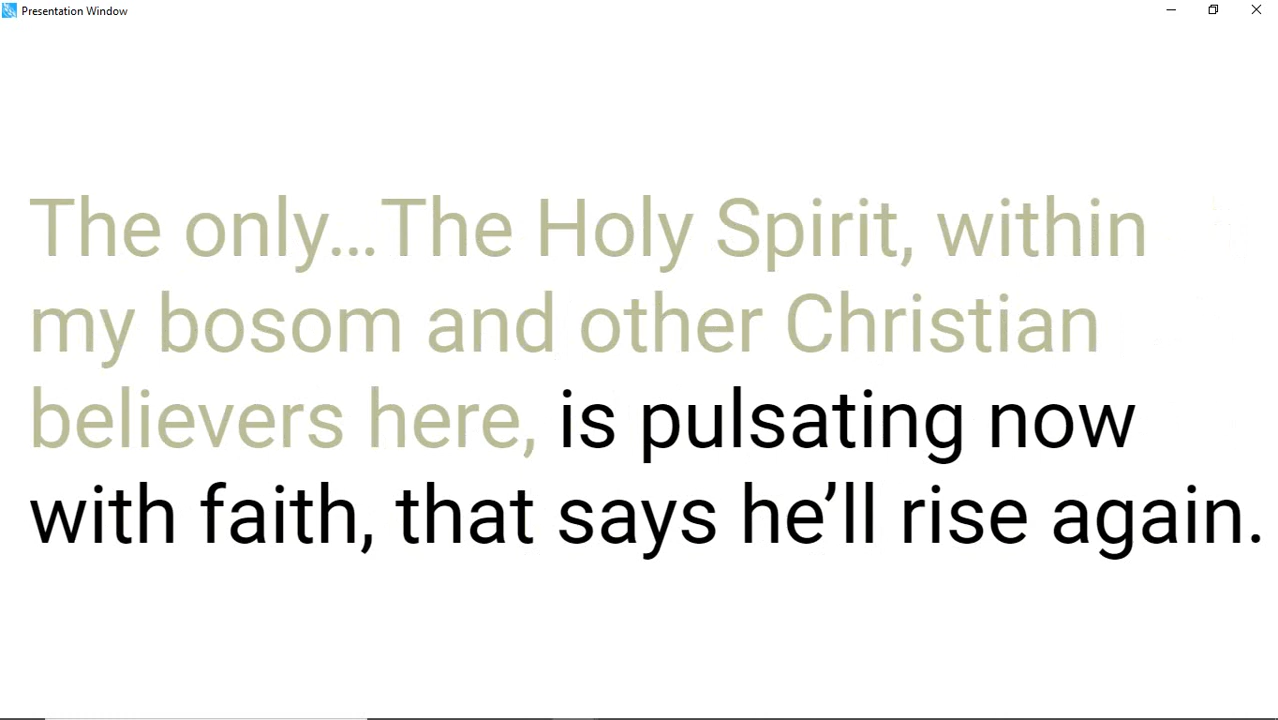 Presentation Window
The only…The Holy Spirit, within
my bosom and other Christian
believers here, is pulsating now
with faith, that says he’ll rise again.